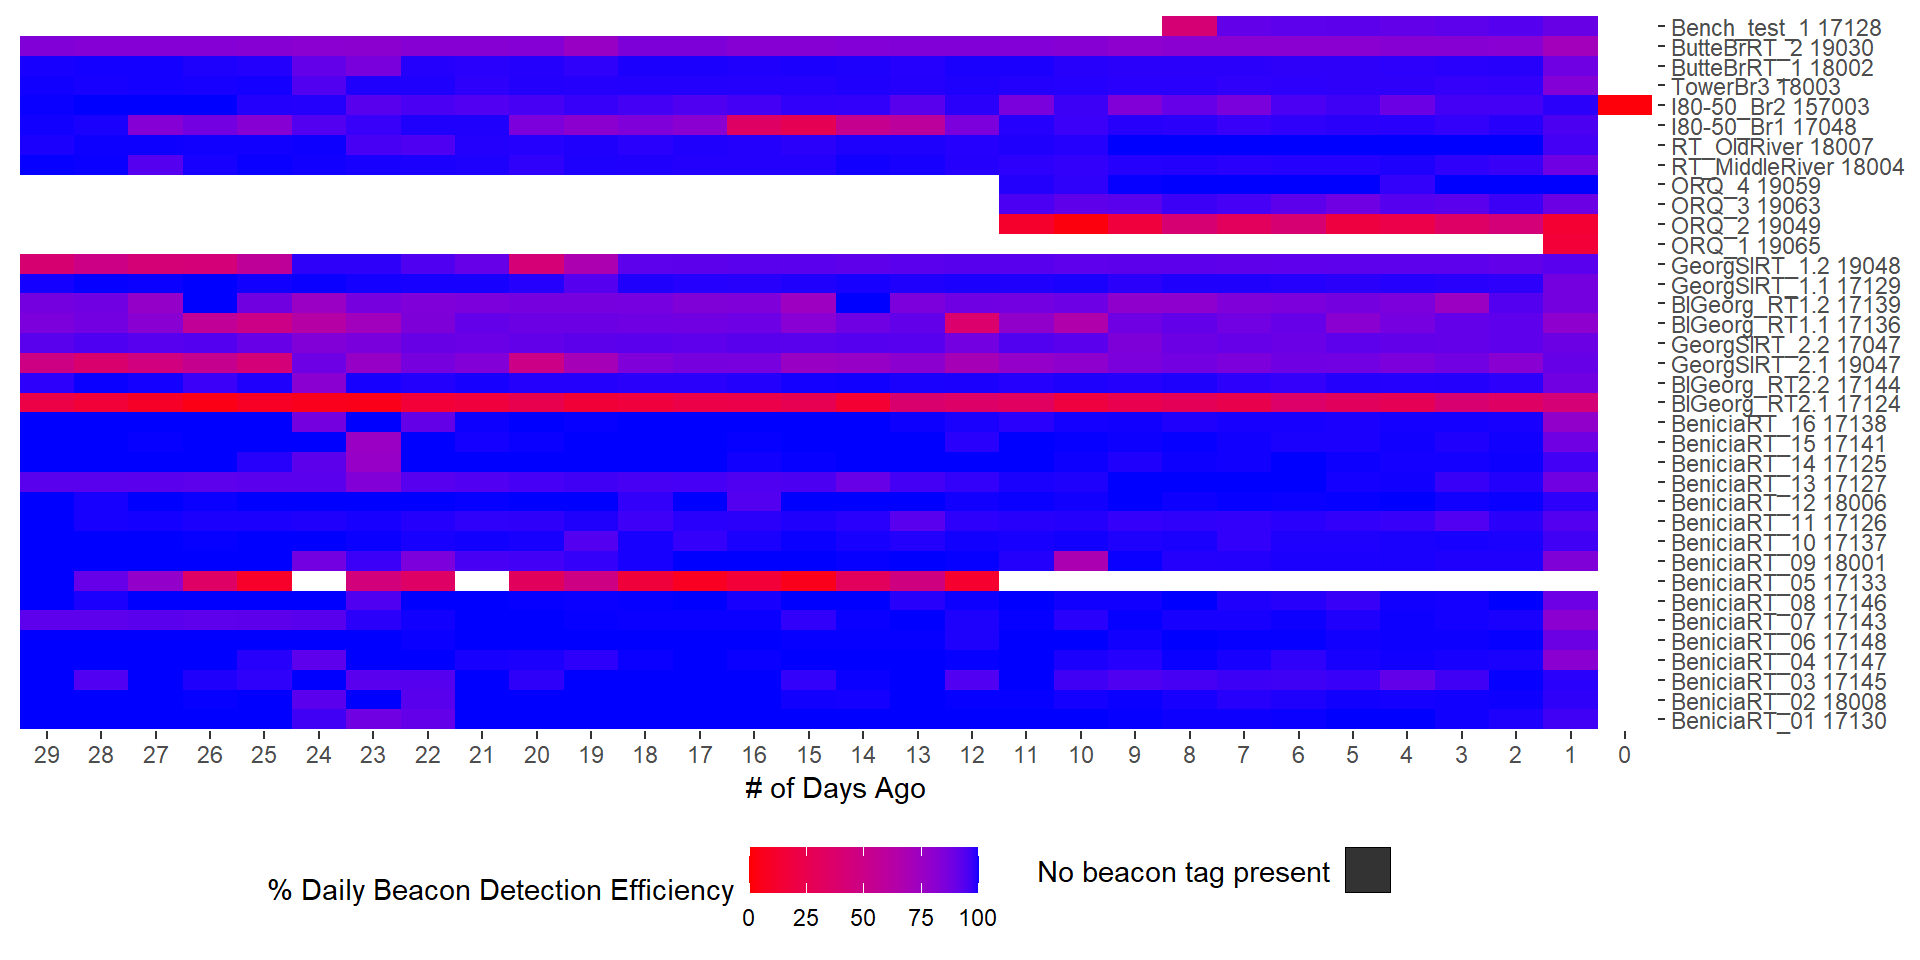 Bench_test_1 17128
ButteBrRT_2 19030
ButteBrRT_1 18002
TowerBr3 18003
I80-50_Br2 157003
I80-50_Br1 17048
RT_OldRiver 18007
RT_MiddleRiver 18004
ORQ_4 19059
ORQ_3 19063
ORQ_2 19049
ORQ_1 19065
GeorgSlRT_1.2 19048
GeorgSlRT_1.1 17129
BlGeorg_RT1.2 17139
BlGeorg_RT1.1 17136
GeorgSlRT_2.2 17047
GeorgSlRT_2.1 19047
BlGeorg_RT2.2 17144
BlGeorg_RT2.1 17124
BeniciaRT_16 17138
BeniciaRT_15 17141
BeniciaRT_14 17125
BeniciaRT_13 17127
BeniciaRT_12 18006
BeniciaRT_11 17126
BeniciaRT_10 17137
BeniciaRT_09 18001
BeniciaRT_05 17133
BeniciaRT_08 17146
BeniciaRT_07 17143
BeniciaRT_06 17148
BeniciaRT_04 17147
BeniciaRT_03 17145
BeniciaRT_02 18008
BeniciaRT_01 17130
29 28 27 26 25 24 23 22 21 20 19 18 17 16 15 14 13 12 11 10 9 8 7 6 5 4 3 2 1 0
# of Days Ago
% Daily Beacon Detection Efficiency
0 25 50 75 100
No beacon tag present